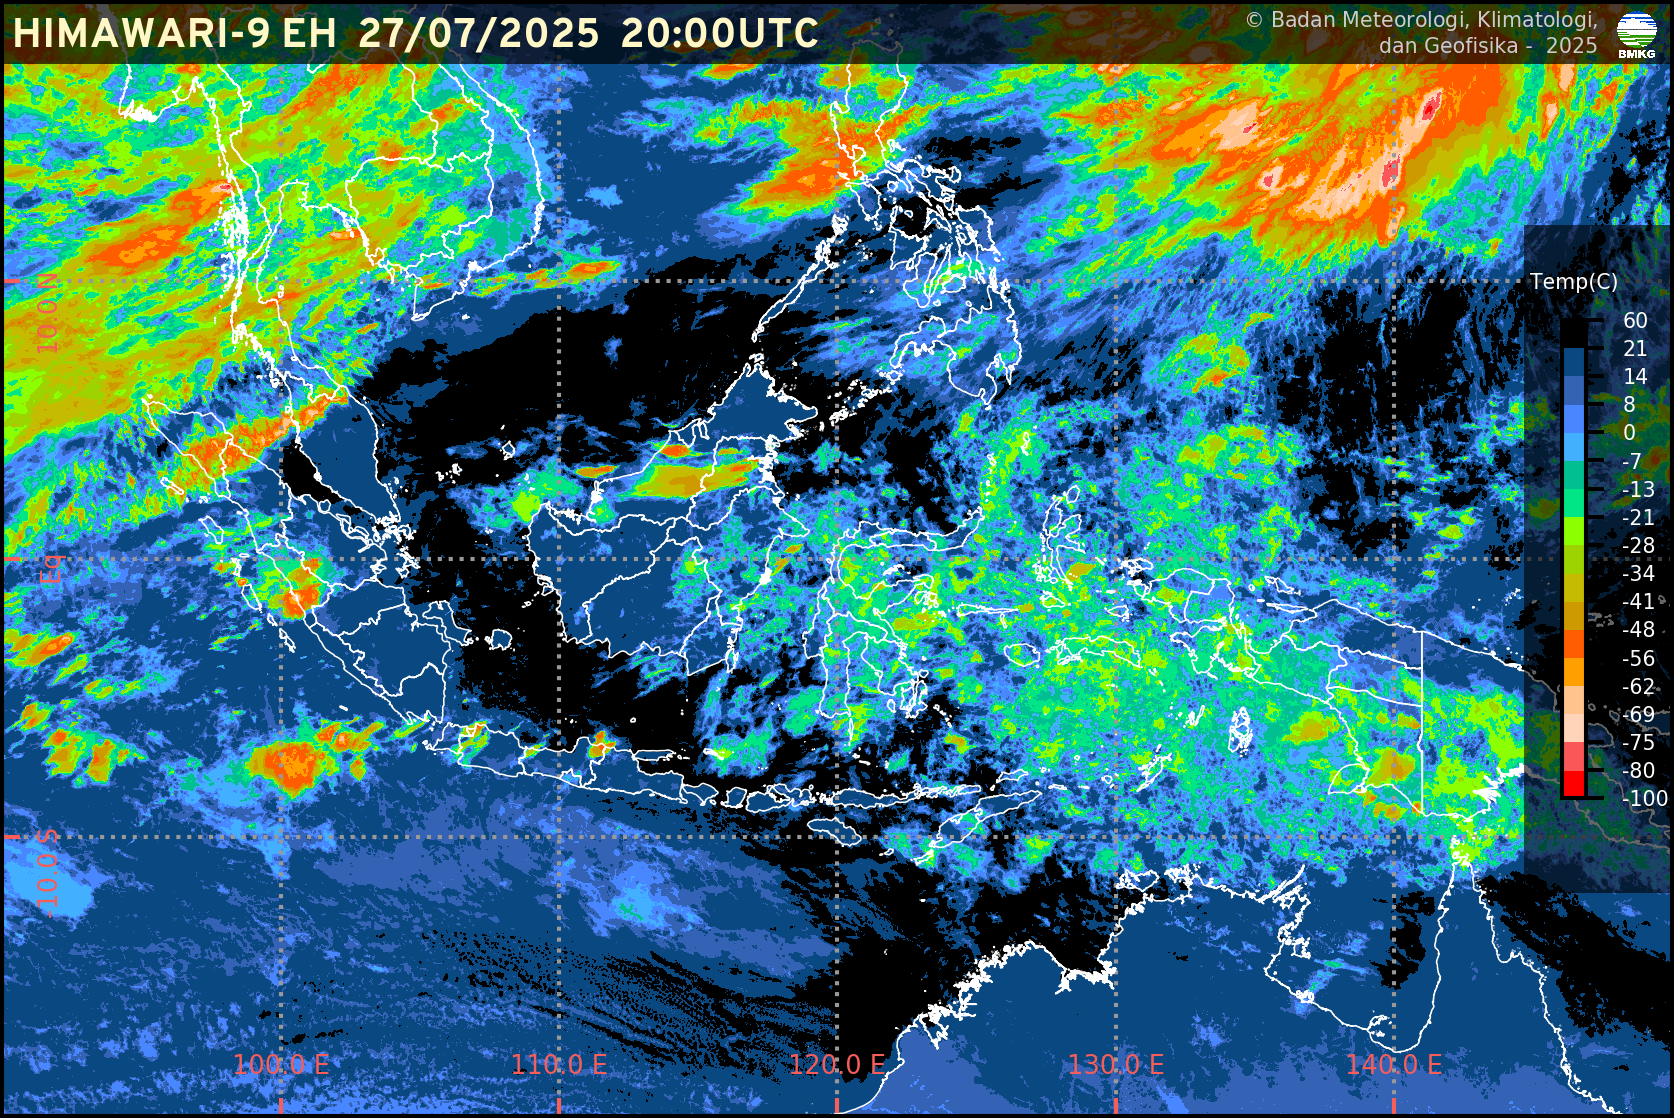 HIMAWARI-9 EH 27/07/2025 20:00UTC
© Badan Meteorologi, Klimatologi,
dan Geofisika - 2025
BMKG
Temp(C)
60
21
14
8
0
-7
-13
-21
-28
-34
-41
-48
-56
-62
-69
-75
-80
-100
10.0 N
Eq
-10.0 S
100.0 E
110.0 E
120.0 E
130.0 E
140.0 E